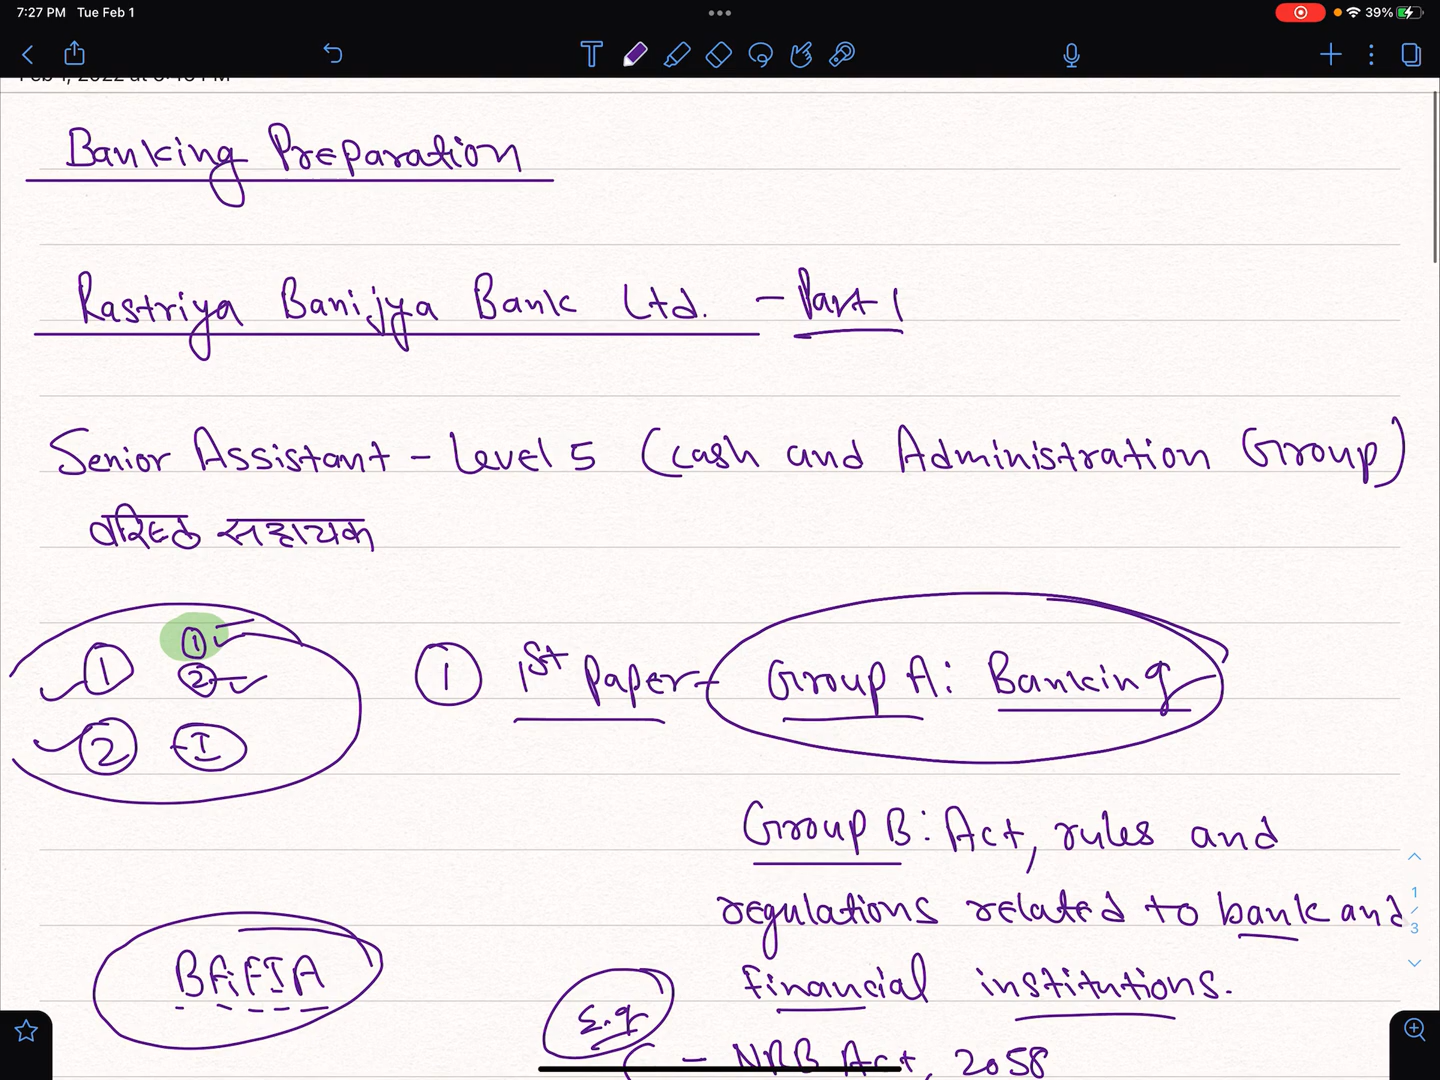 7:27 PM Tue Feb 1
39%
Banking Preparation
Rastriya Banijya Bank Ltd. - Part 1
Senior Assistant - Level 5 (Cash and Administration Group)
वरिष्ठ सहायक
① ①
②
② I
① 1st Paper - Group A: Banking
Group B: Act, rules and
regulations related to bank and
financial institutions.
BAFIA
E.g
- NRB Act, 2058
1
/
3